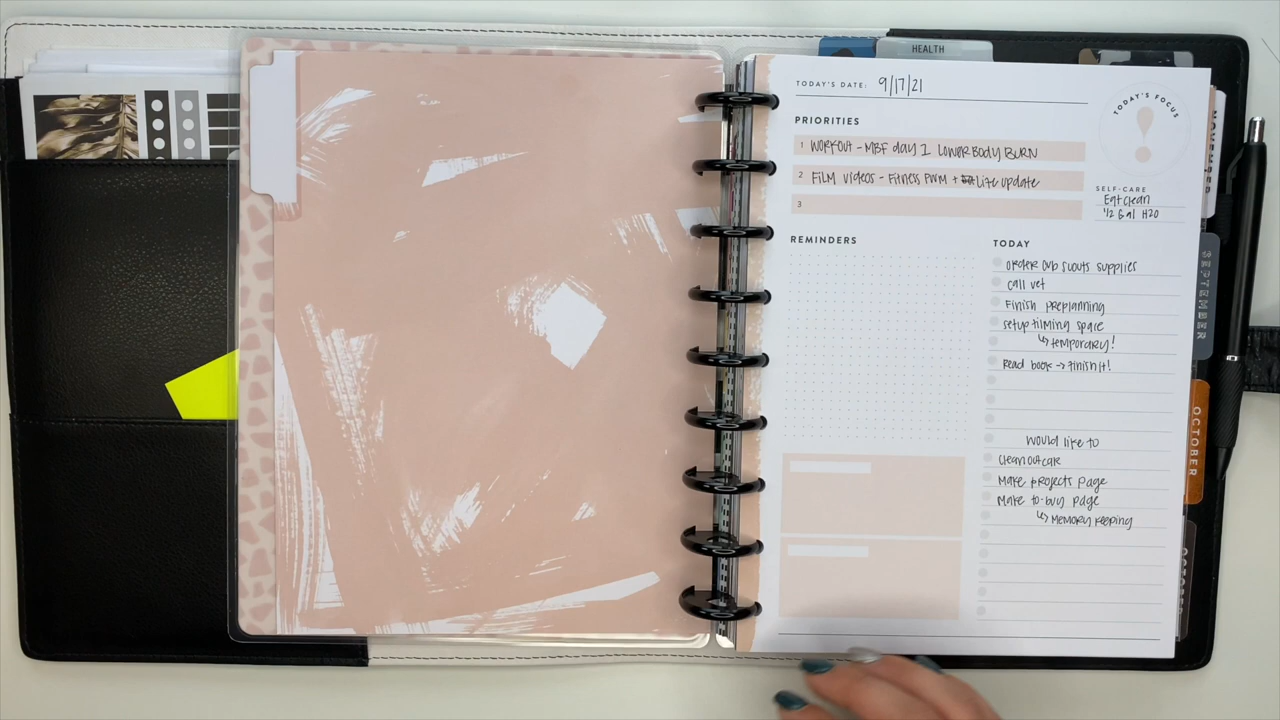 HEALTH
TODAY'S DATE: 9/17/21
TODAY'S FOCUS
PRIORITIES
1 WORKOUT - MBF day 1 LOWER BODY BURN
2 FILM videos - Fitness PWM + Life update
3
SELF-CARE
Eat clean
1/2 Gal H2O
REMINDERS
TODAY
order cub scouts supplies
call vet
Finish preplanning
setup filming space
↳ temporary!
Read book → Finish it!
would like to
clean out car
Make projects page
Make to-buy page
↳ Memory keeping
NOVEMBER
SEPTEMBER
OCTOBER
OCTOBER